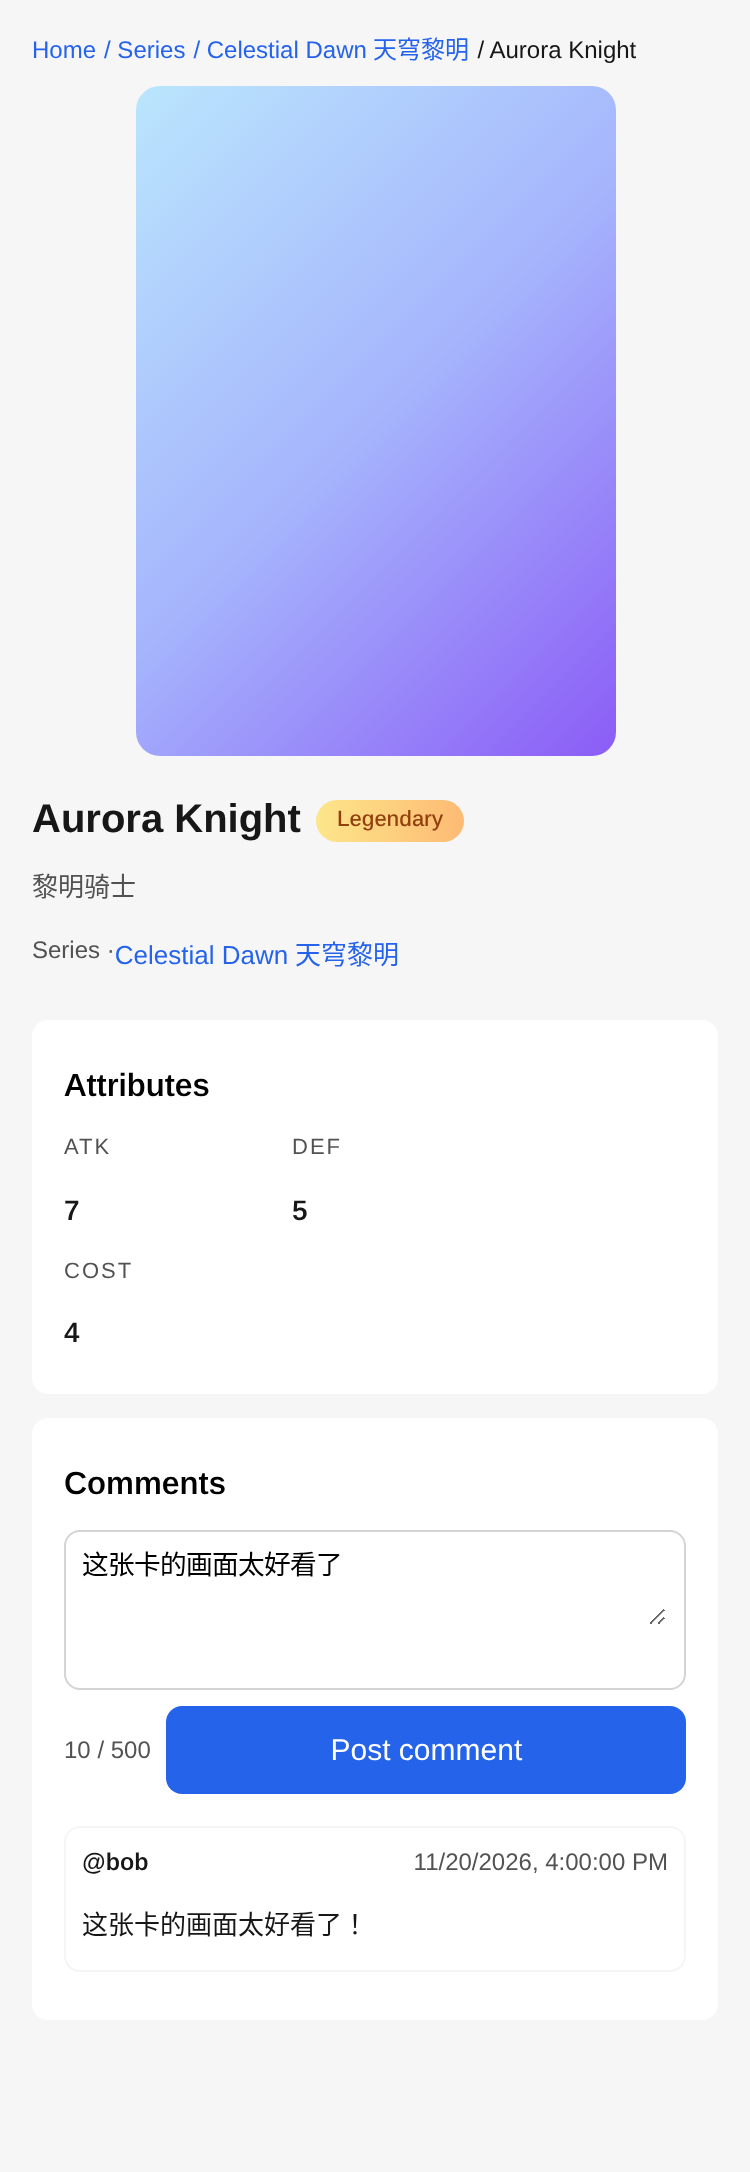 Home / Series / Celestial Dawn 天穹黎明 / Aurora Knight
Aurora Knight Legendary
黎明骑士
Series ·Celestial Dawn 天穹黎明
Attributes
ATK DEF
7 5
COST
4
Comments
这张卡的画面太好看了
10 / 500 Post comment
@bob 11/20/2026, 4:00:00 PM
这张卡的画面太好看了！